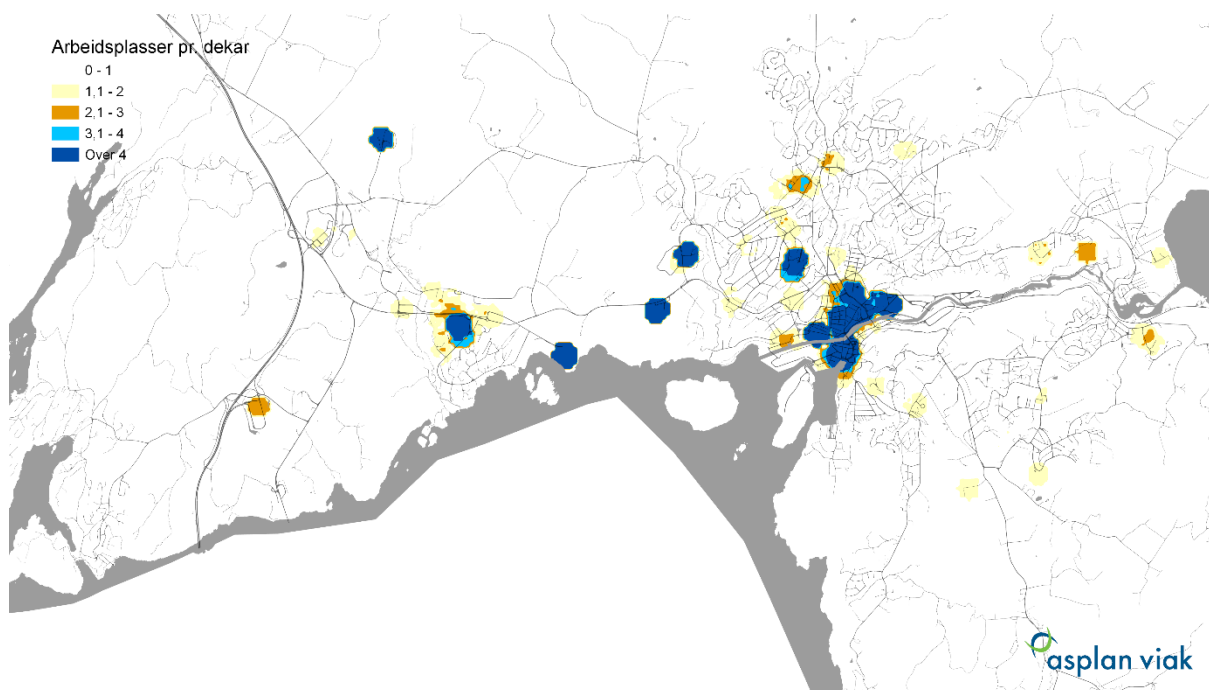 Arbeidsplasser pr. dekar
0 - 1
1,1 - 2
2,1 - 3
3,1 - 4
Over 4
asplan viak